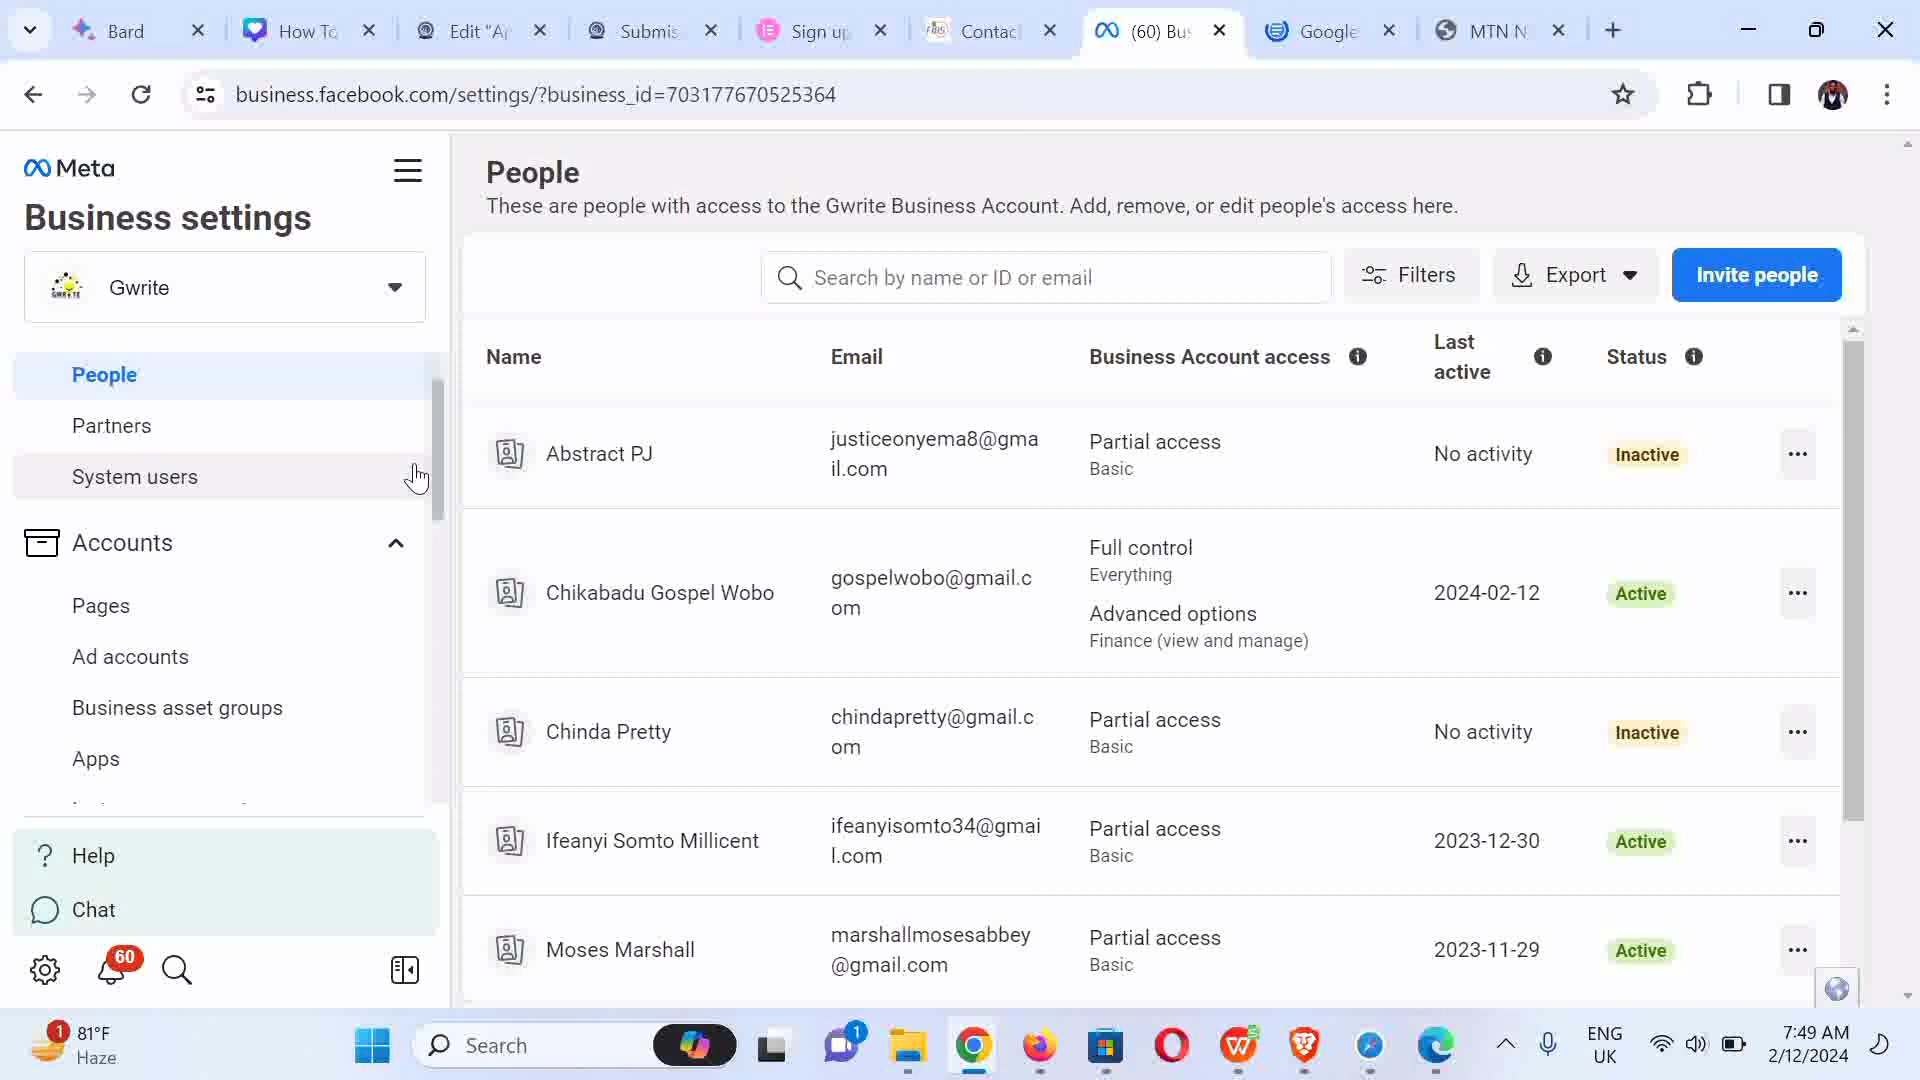 Bard
How To
Edit "Ap
Submis
Sign up
Contac
(60) Bus
Google
MTN N
business.facebook.com/settings/?business_id=703177670525364
Meta
Business settings
Gwrite
People
Partners
System users
Accounts
Pages
Ad accounts
Business asset groups
Apps
Help
Chat
60
People
These are people with access to the Gwrite Business Account. Add, remove, or edit people's access here.
Search by name or ID or email
Filters
Export
Invite people
Name
Email
Business Account access
Last
active
Status
Abstract PJ
justiceonyema8@gma
il.com
Partial access
Basic
No activity
Inactive
Chikabadu Gospel Wobo
gospelwobo@gmail.c
om
Full control
Everything
Advanced options
Finance (view and manage)
2024-02-12
Active
Chinda Pretty
chindapretty@gmail.c
om
Partial access
Basic
No activity
Inactive
Ifeanyi Somto Millicent
ifeanyisomto34@gmai
l.com
Partial access
Basic
2023-12-30
Active
Moses Marshall
marshallmosesabbey
@gmail.com
Partial access
Basic
2023-11-29
Active
1
81°F
Haze
Search
1
ENG
UK
7:49 AM
2/12/2024